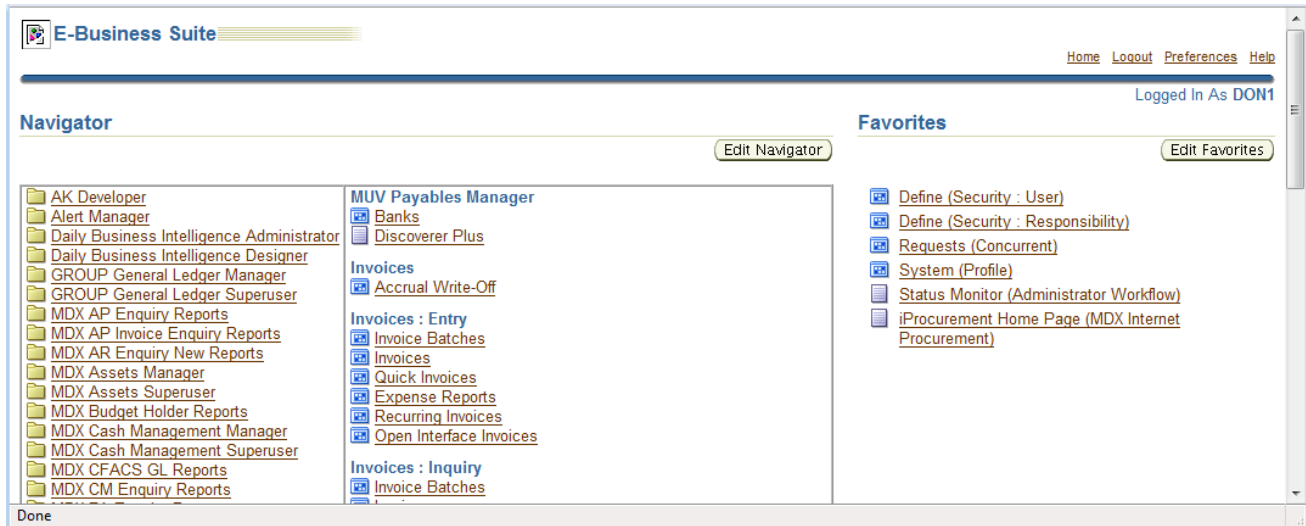 E-Business Suite
Home Logout Preferences Help
Logged In As DON1
Navigator
Edit Navigator
AK Developer
Alert Manager
Daily Business Intelligence Administrator
Daily Business Intelligence Designer
GROUP General Ledger Manager
GROUP General Ledger Superuser
MDX AP Enquiry Reports
MDX AP Invoice Enquiry Reports
MDX AR Enquiry New Reports
MDX Assets Manager
MDX Assets Superuser
MDX Budget Holder Reports
MDX Cash Management Manager
MDX Cash Management Superuser
MDX CFACS GL Reports
MDX CM Enquiry Reports
MUV Payables Manager
Banks
Discoverer Plus
Invoices
Accrual Write-Off
Invoices : Entry
Invoice Batches
Invoices
Quick Invoices
Expense Reports
Recurring Invoices
Open Interface Invoices
Invoices : Inquiry
Invoice Batches
Favorites
Edit Favorites
Define (Security : User)
Define (Security : Responsibility)
Requests (Concurrent)
System (Profile)
Status Monitor (Administrator Workflow)
iProcurement Home Page (MDX Internet
Procurement)
Done